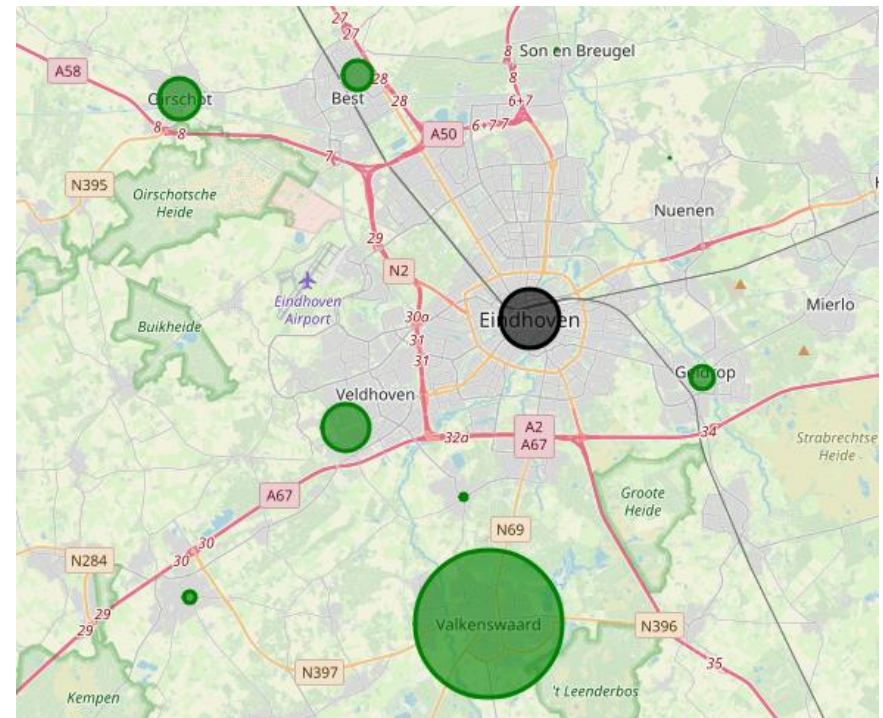 27
27
Son en Breugel
8
8
A58
28
Best
28
Oirschot
6+7
6+7 7
A50
8
8
7
N395
Oirschotse
Heide
Nuenen
29
N2
Eindhoven
Airport
Mierlo
30a
Eindhoven
Buikheide
31
31
Geldrop
Veldhoven
A2
A67
32a
34
Strabrechtse
Heide
A67
Groote
Heide
N69
30
30
N284
29
29
Valkenswaard
N396
35
N397
Kempen
't Leenderbos